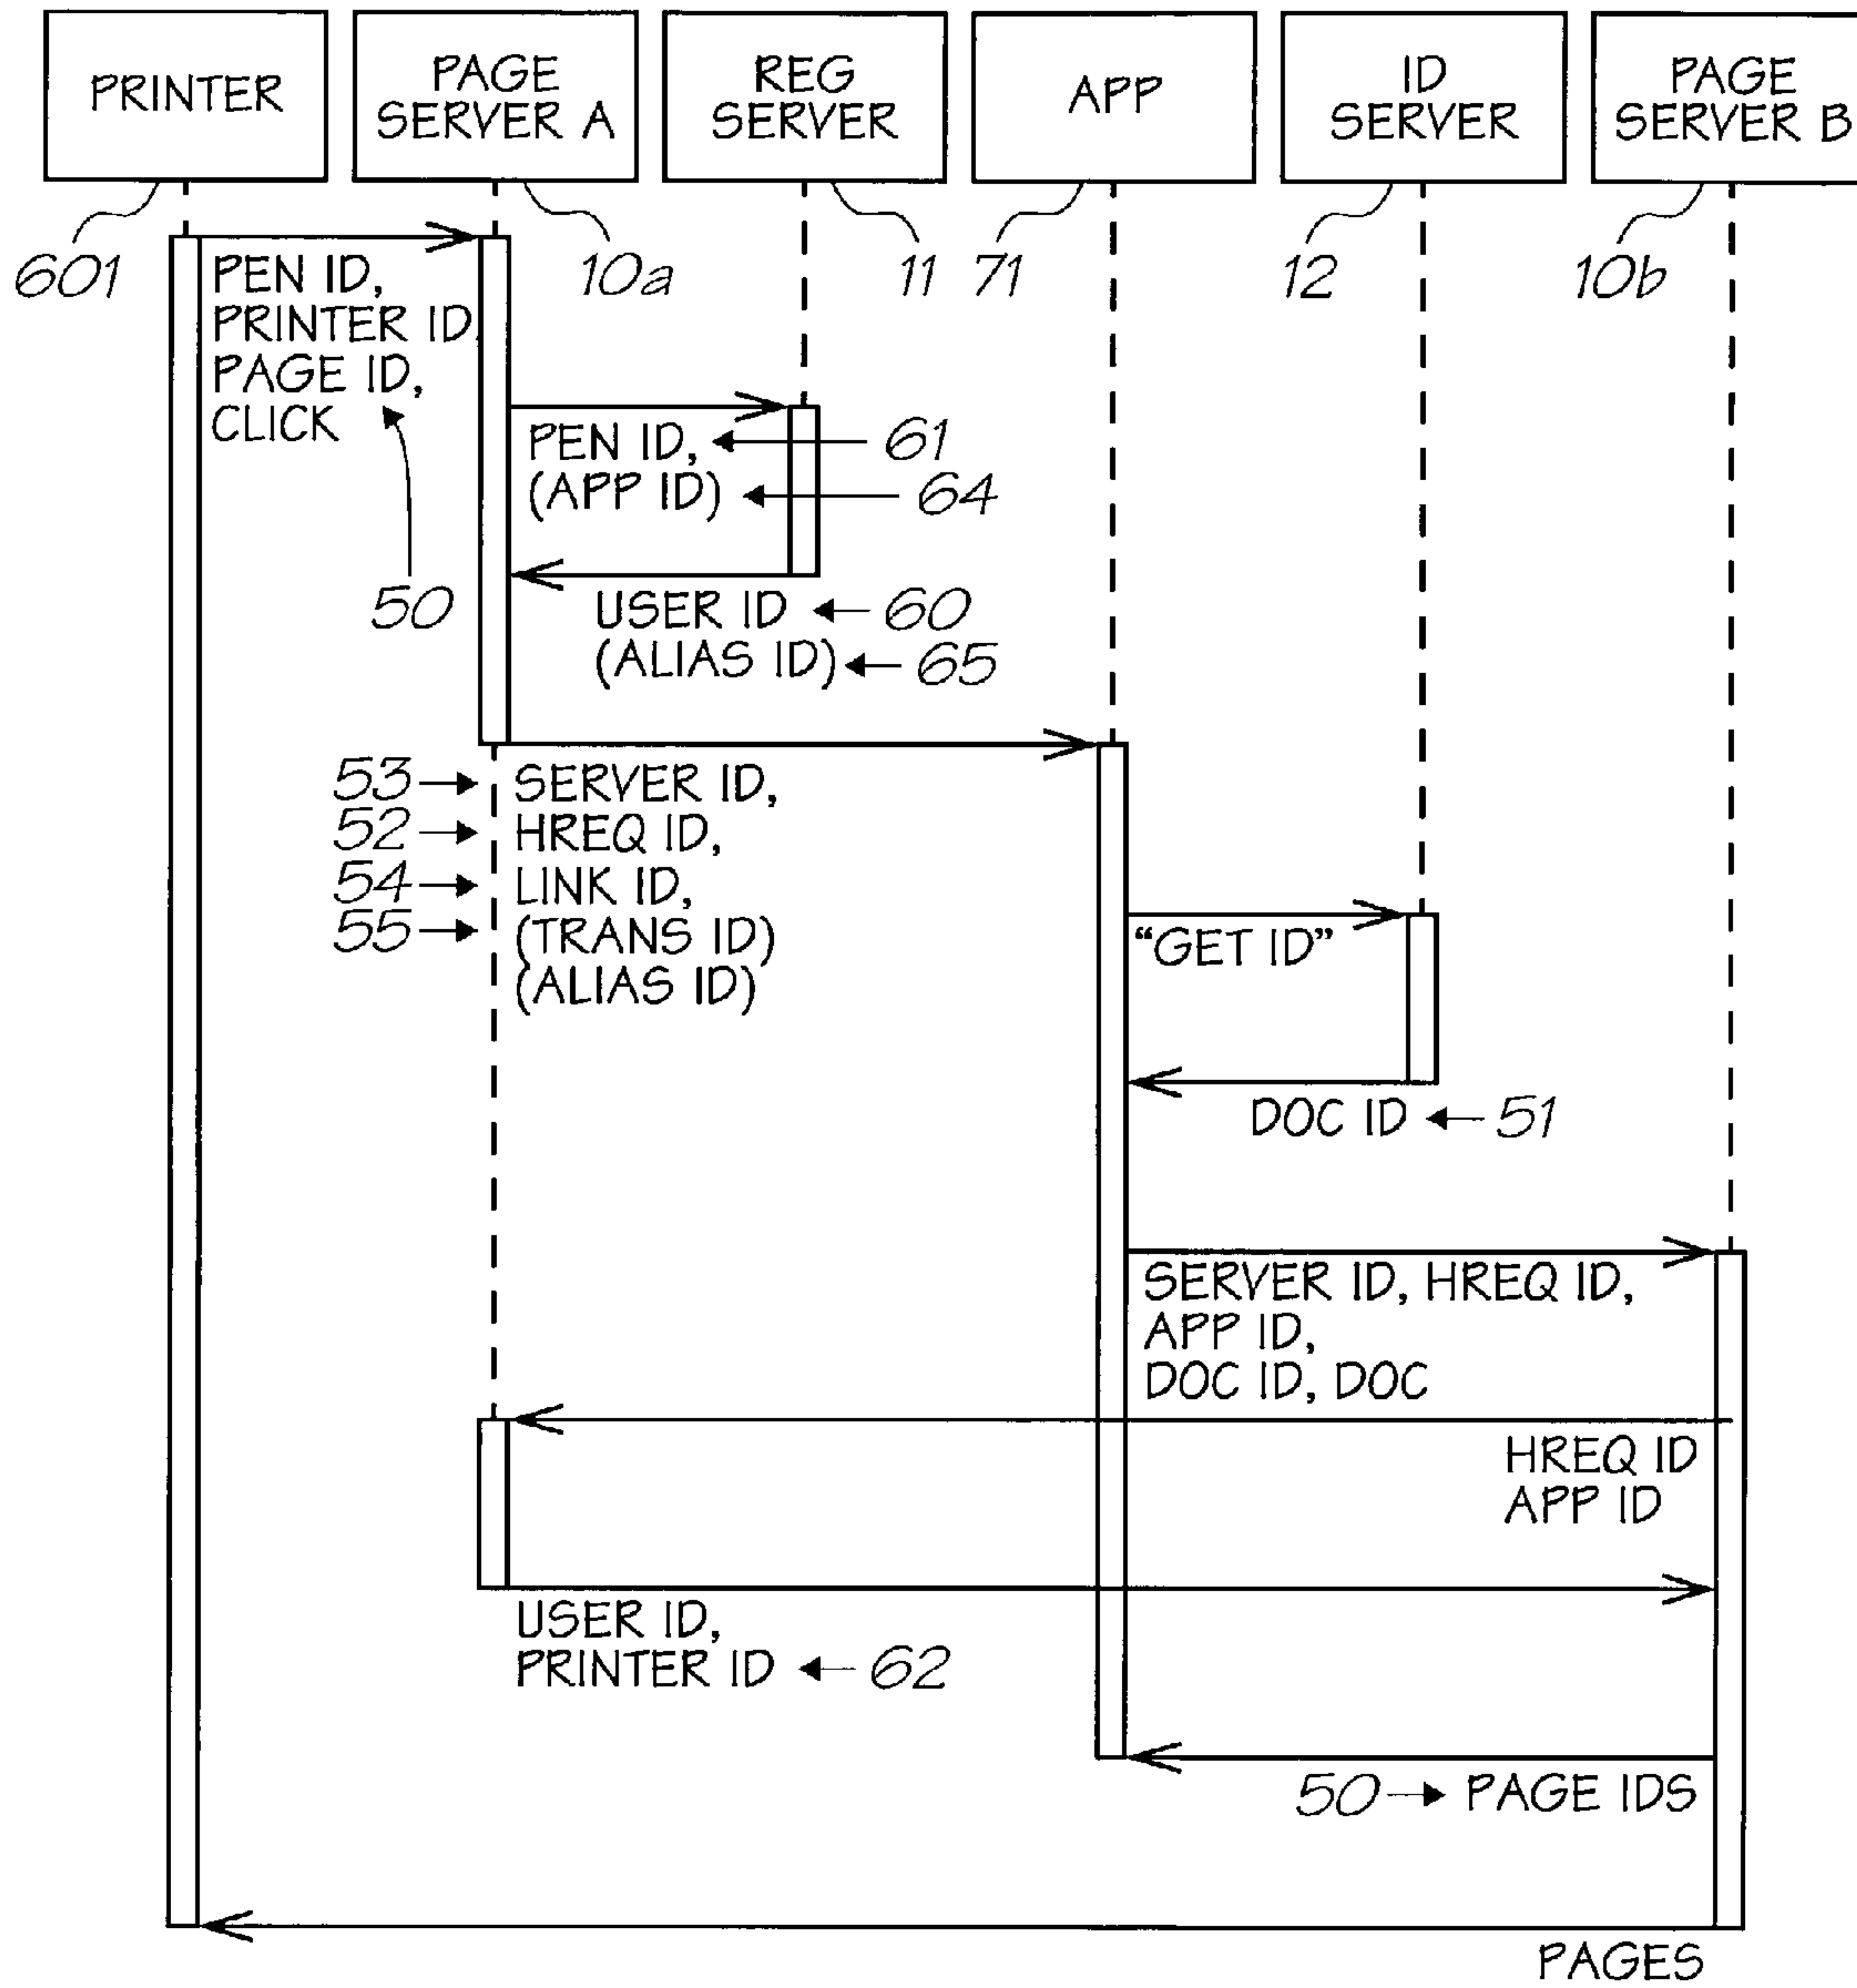 PRINTER
PAGE
SERVER A
REG
SERVER
APP
ID
SERVER
PAGE
SERVER B
601
10a
11
71
12
10b
PEN ID,
PRINTER ID
PAGE ID,
CLICK
50
PEN ID,
61
(APP ID)
64
USER ID
60
(ALIAS ID)
65
53
SERVER ID,
52
HREQ ID,
54
LINK ID,
55
(TRANS ID)
(ALIAS ID)
"GET ID"
DOC ID
51
SERVER ID, HREQ ID,
APP ID,
DOC ID, DOC
HREQ ID
APP ID
USER ID,
PRINTER ID
62
50
PAGE IDS
PAGES